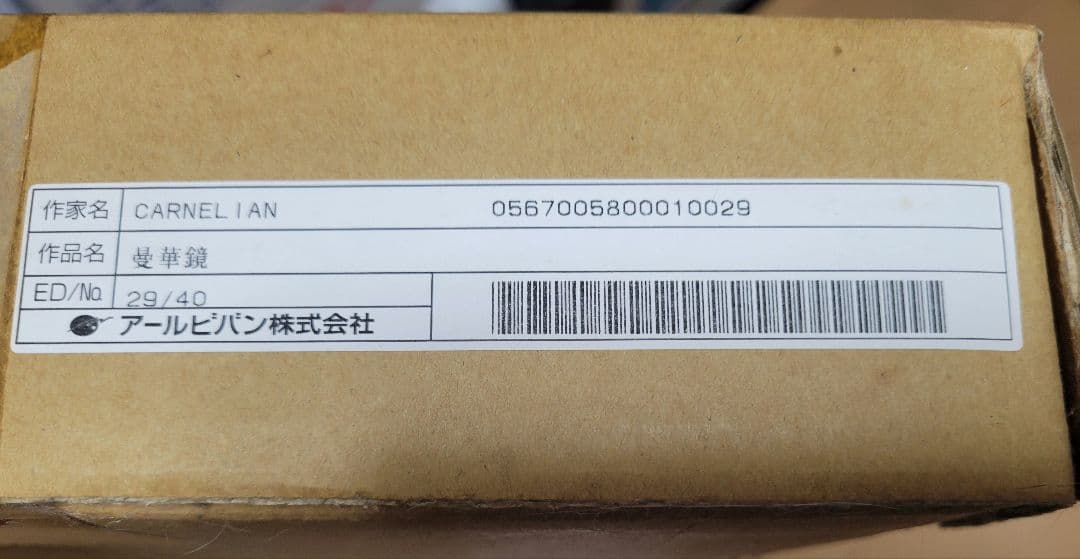 作家名 CARNELIAN 0567005800010029
作品名 曼華鏡
ED/No. 29/40
アールビバン株式会社